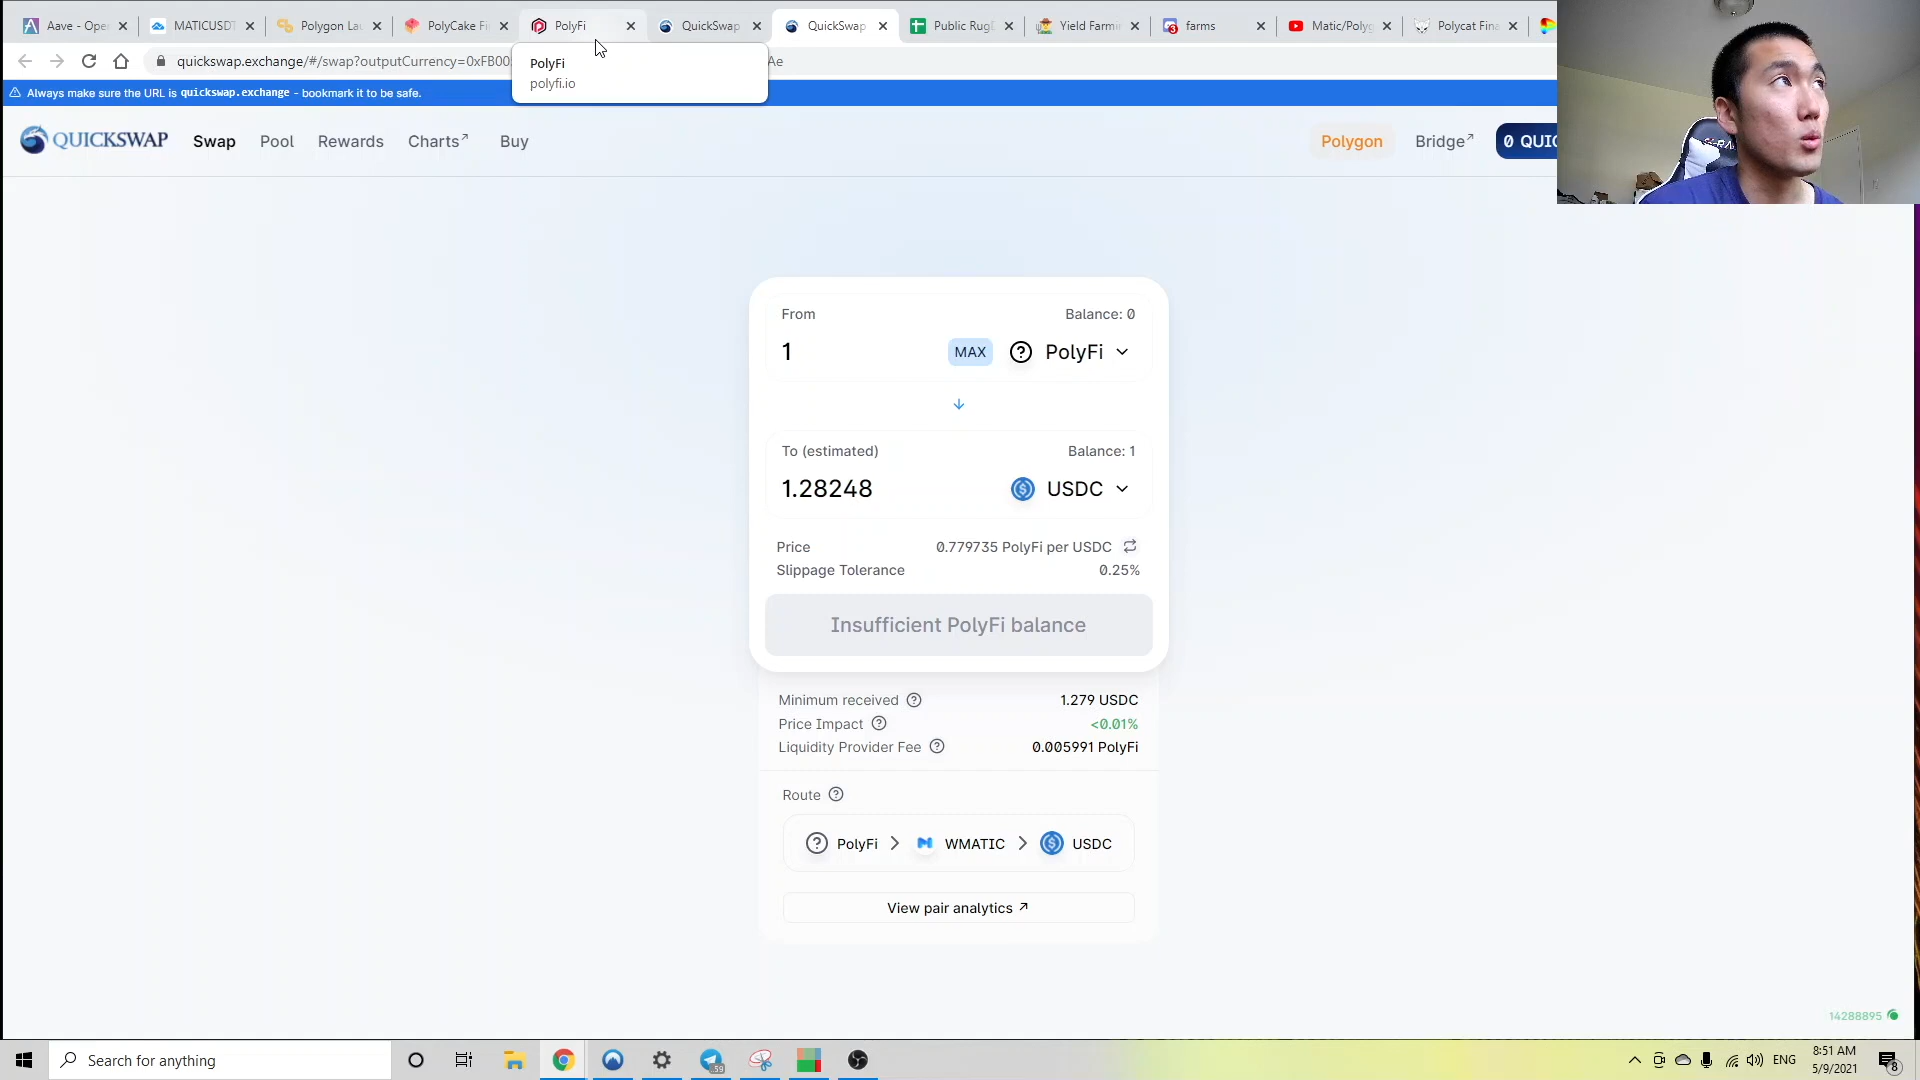 Aave - Ope
MATICUSDT
Polygon La
PolyCake Fi
PolyFi
QuickSwap
QuickSwap
Public Rug
Yield Farmi
farms
Matic/Polyg
Polycat Fina
quickswap.exchange/#/swap?outputCurrency=0xFB00
Ae
PolyFi
polyfi.io
Always make sure the URL is quickswap.exchange - bookmark it to be safe.
QUICKSWAP
Swap
Pool
Rewards
Charts↗
Buy
Polygon
Bridge↗
0 QUIC
From
Balance: 0
1
MAX
PolyFi
To (estimated)
Balance: 1
1.28248
USDC
Price
0.779735 PolyFi per USDC
Slippage Tolerance
0.25%
Insufficient PolyFi balance
Minimum received
1.279 USDC
Price Impact
<0.01%
Liquidity Provider Fee
0.005991 PolyFi
Route
PolyFi > WMATIC > USDC
View pair analytics ↗
14288895
Search for anything
59
ENG
8:51 AM
5/9/2021
8